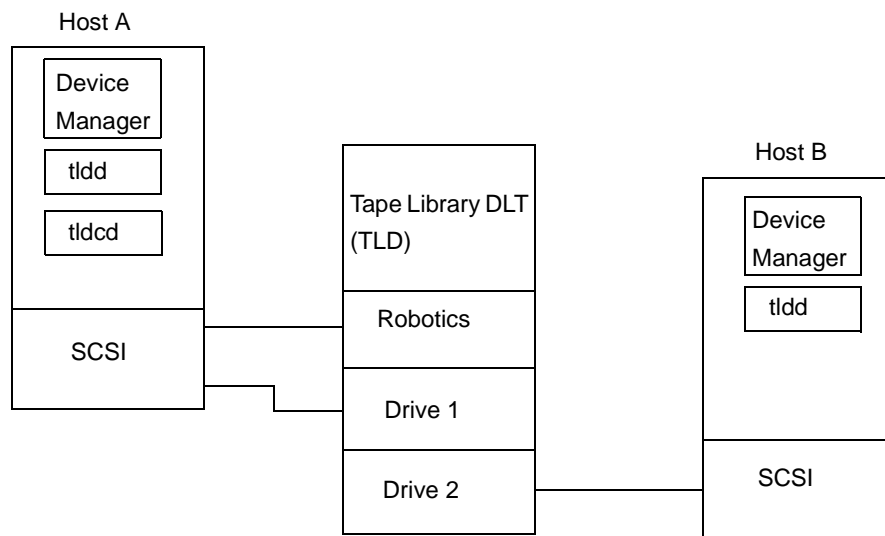 Host A
Device
Manager
tldd
tldcd
SCSI
Tape Library DLT
(TLD)
Robotics
Drive 1
Drive 2
Host B
Device
Manager
tldd
SCSI